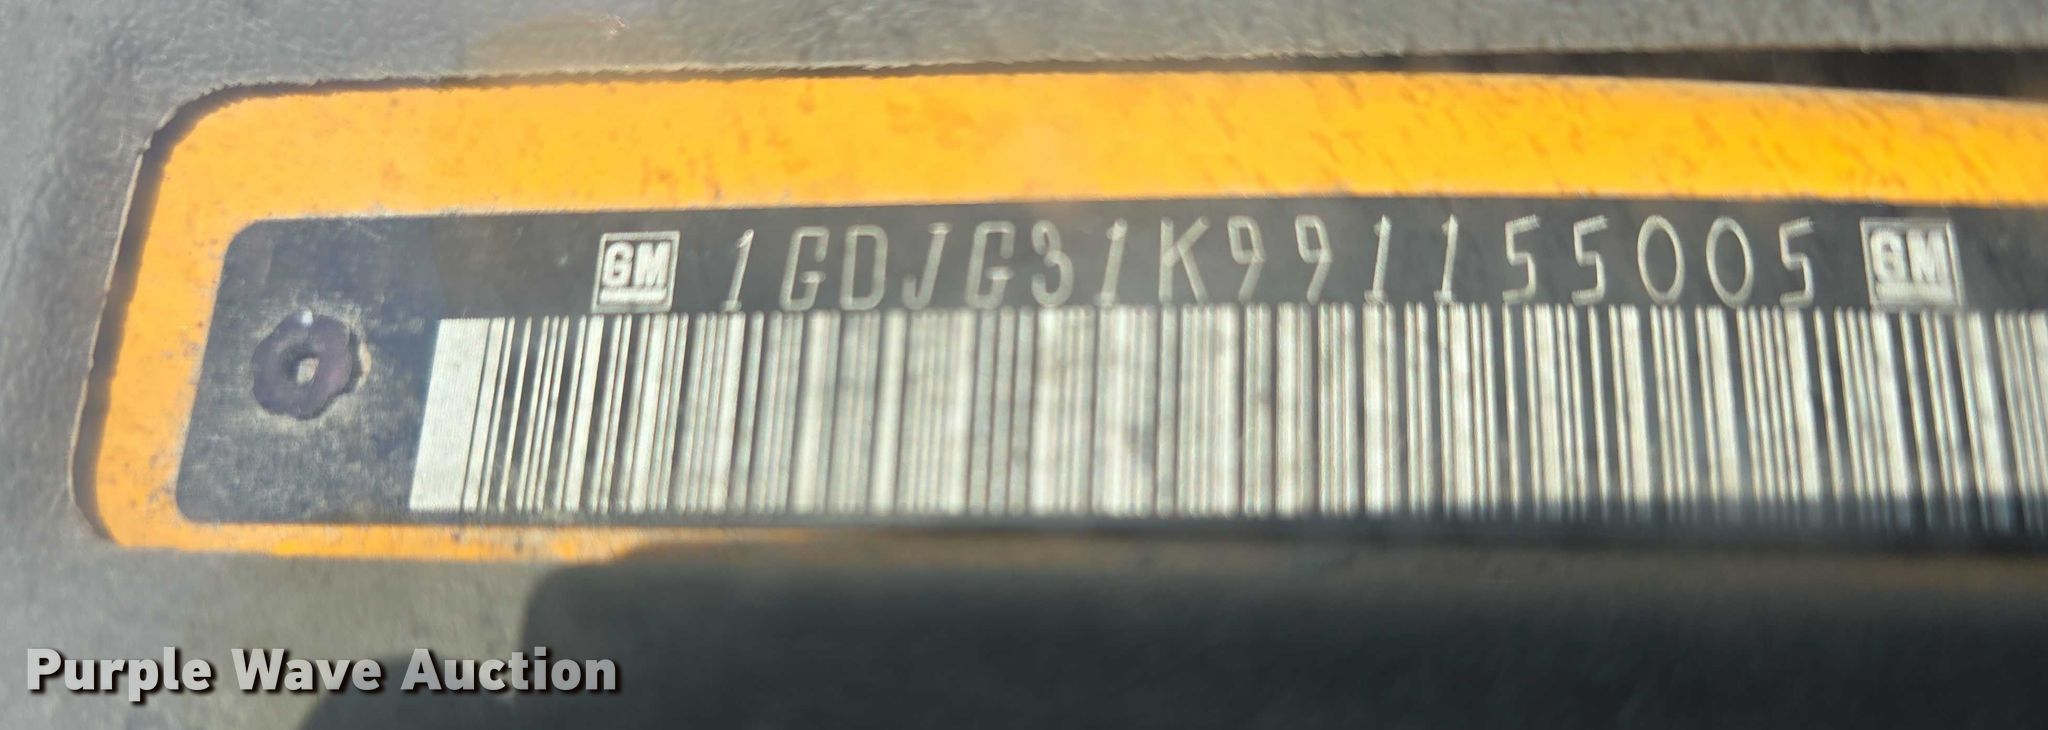 GM 1GDJG31K991155005 GM
Purple Wave Auction